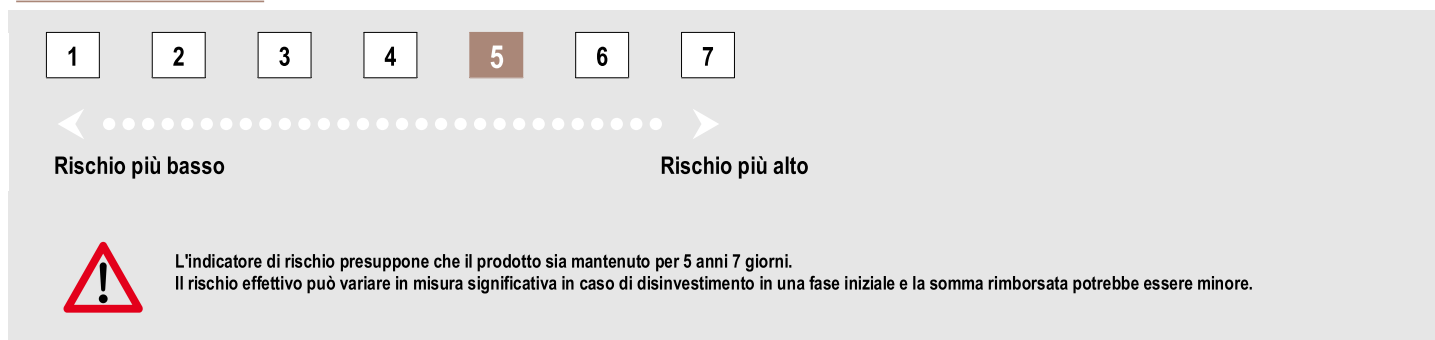 1 2 3 4 5 6 7
Rischio più basso Rischio più alto
L'indicatore di rischio presuppone che il prodotto sia mantenuto per 5 anni 7 giorni.
Il rischio effettivo può variare in misura significativa in caso di disinvestimento in una fase iniziale e la somma rimborsata potrebbe essere minore.